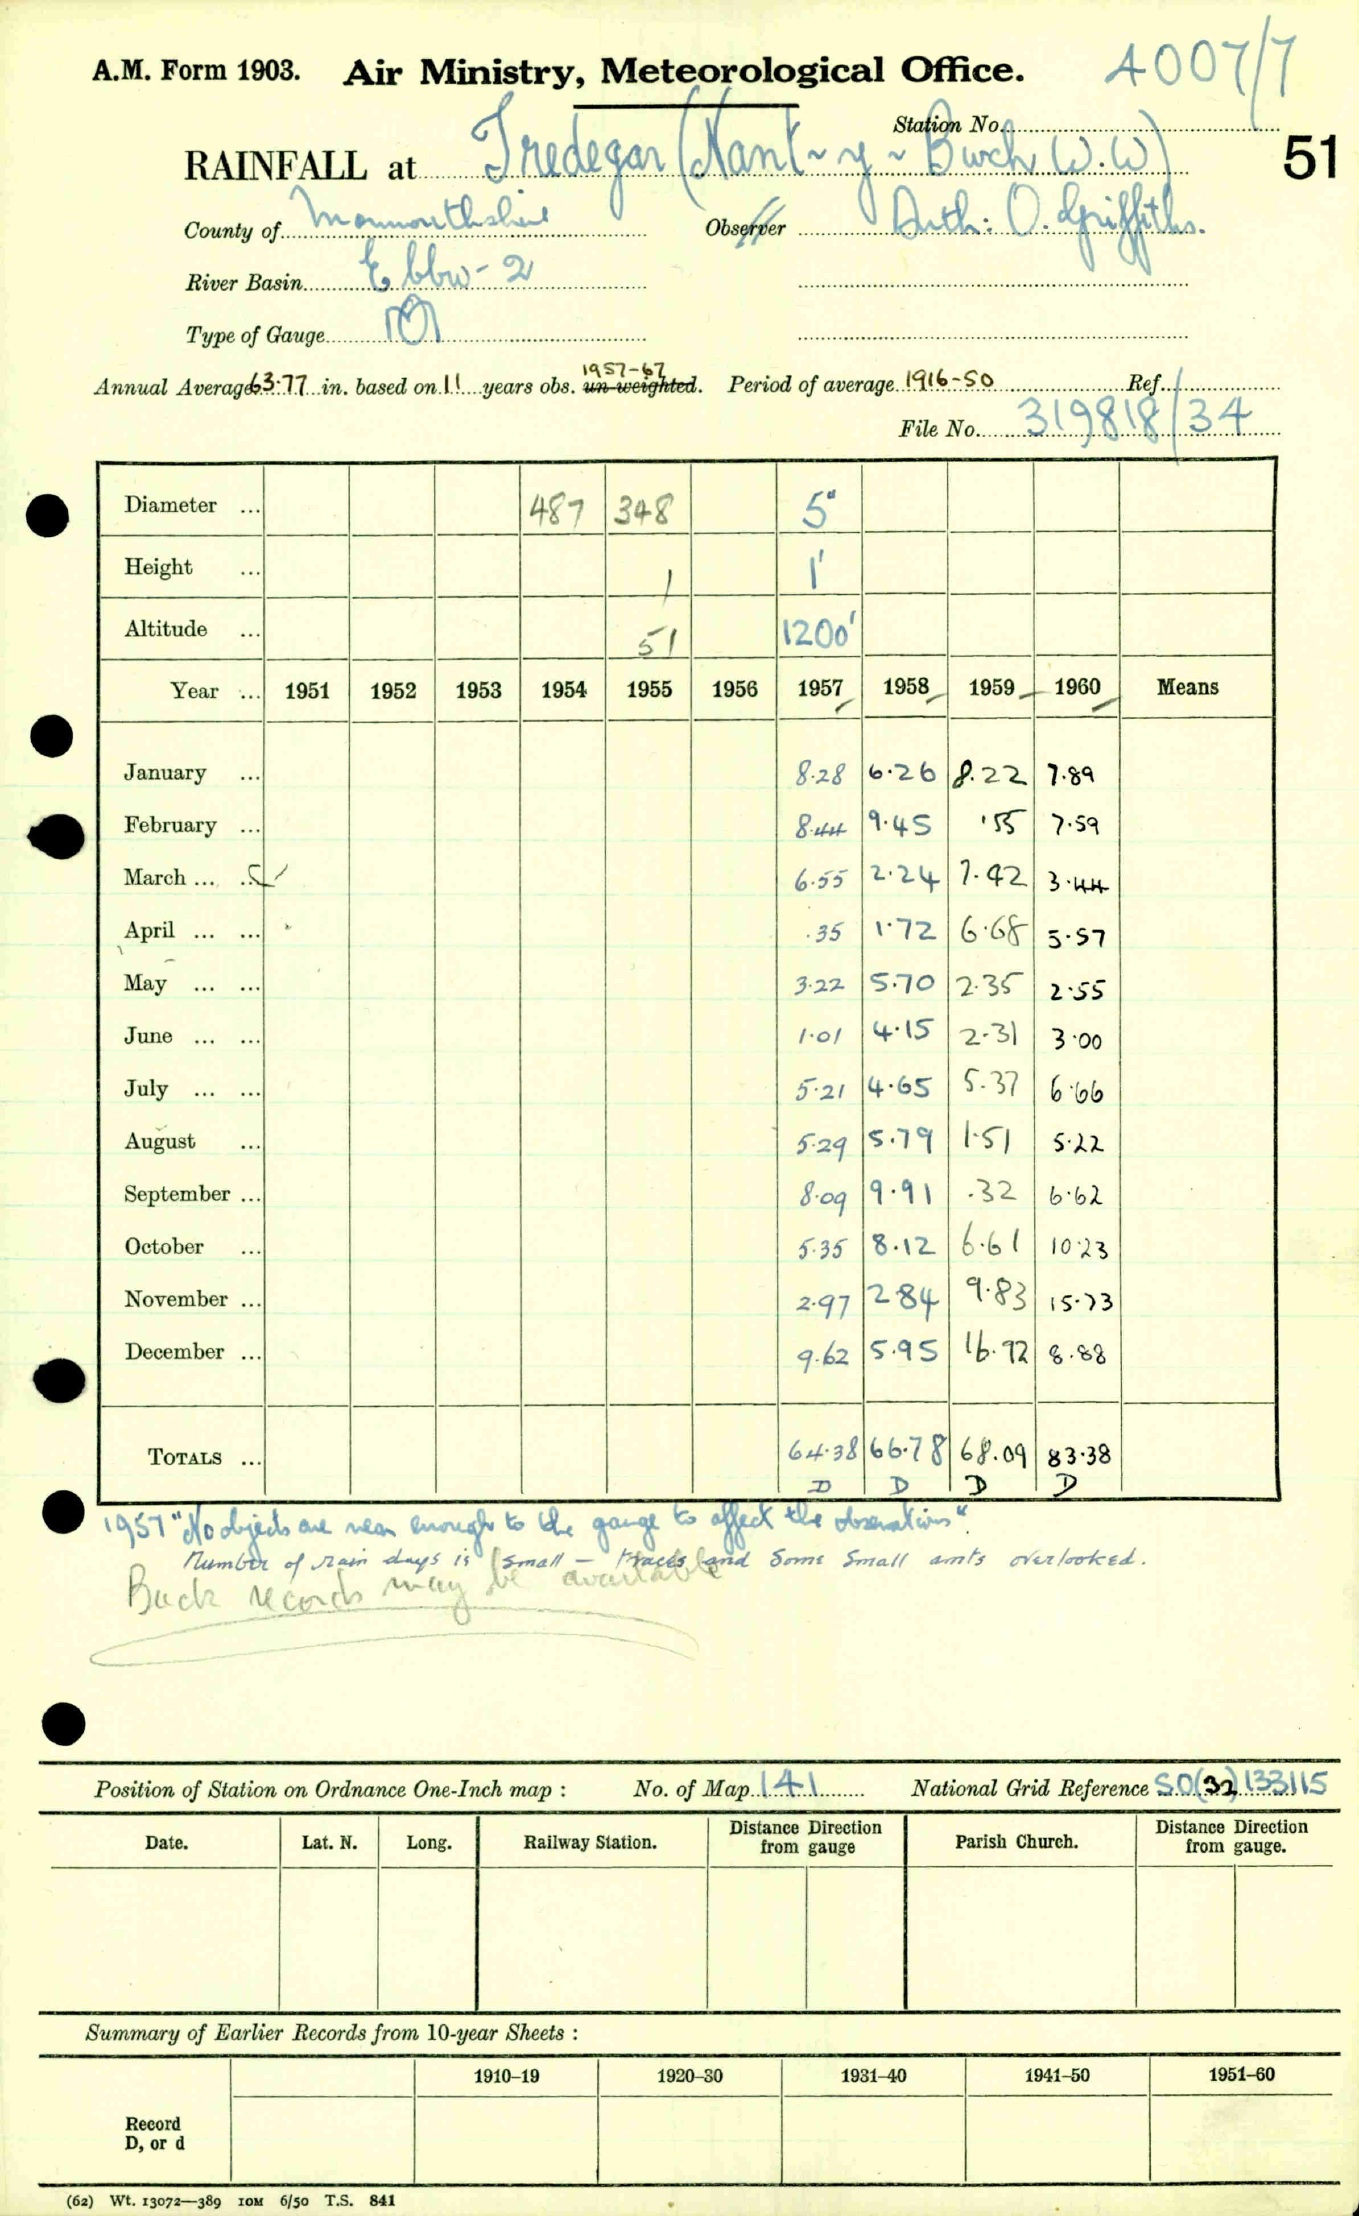 A.M. Form 1903. Air Ministry, Meteorological Office. 4007/7
Station No.
RAINFALL at Tredegar (Nant-y-Bwch W.W) 51
County of Monmouthshire Observer Auth: O. Griffiths.
River Basin Ebbw-2
Type of Gauge
1957-67
Annual Average 63.77 in. based on 11 years obs. un-weighted. Period of average 1916-50 Ref.
File No. 319818/34
Diameter ... 487 348 5"
Height ... 1 1'
Altitude ... 51 1200'
Year ... 1951 1952 1953 1954 1955 1956 1957 1958 1959 1960 Means
January ... 8.28 6.26 8.22 7.89
February ... 8.44 9.45 .55 7.59
March ... ... 6.55 2.24 7.42 3.44
April ... ... .35 1.72 6.68 5.57
May ... ... 3.22 5.70 2.35 2.55
June ... ... 1.01 4.15 2.31 3.00
July ... ... 5.21 4.65 5.37 6.66
August ... 5.29 5.79 1.51 5.22
September ... 8.09 9.91 .32 6.62
October ... 5.35 8.12 6.61 10.23
November ... 2.97 2.84 9.83 15.73
December ... 9.62 5.95 16.92 8.88
TOTALS ... 64.38 66.78 68.09 83.38
D D D D
1957 "No objects are near enough to the gauge to affect the observations".
Number of rain days is small - traces and some small amts overlooked.
Back records may be available
Position of Station on Ordnance One-Inch map : No. of Map 141 National Grid Reference SO(32)133115
Date. Lat. N. Long. Railway Station. Distance Direction from gauge Parish Church. Distance Direction from gauge.
Summary of Earlier Records from 10-year Sheets :
1910–19 1920–30 1931–40 1941–50 1951–60
Record
D, or d
(62) Wt. 13072—389 10M 6/50 T.S. 841